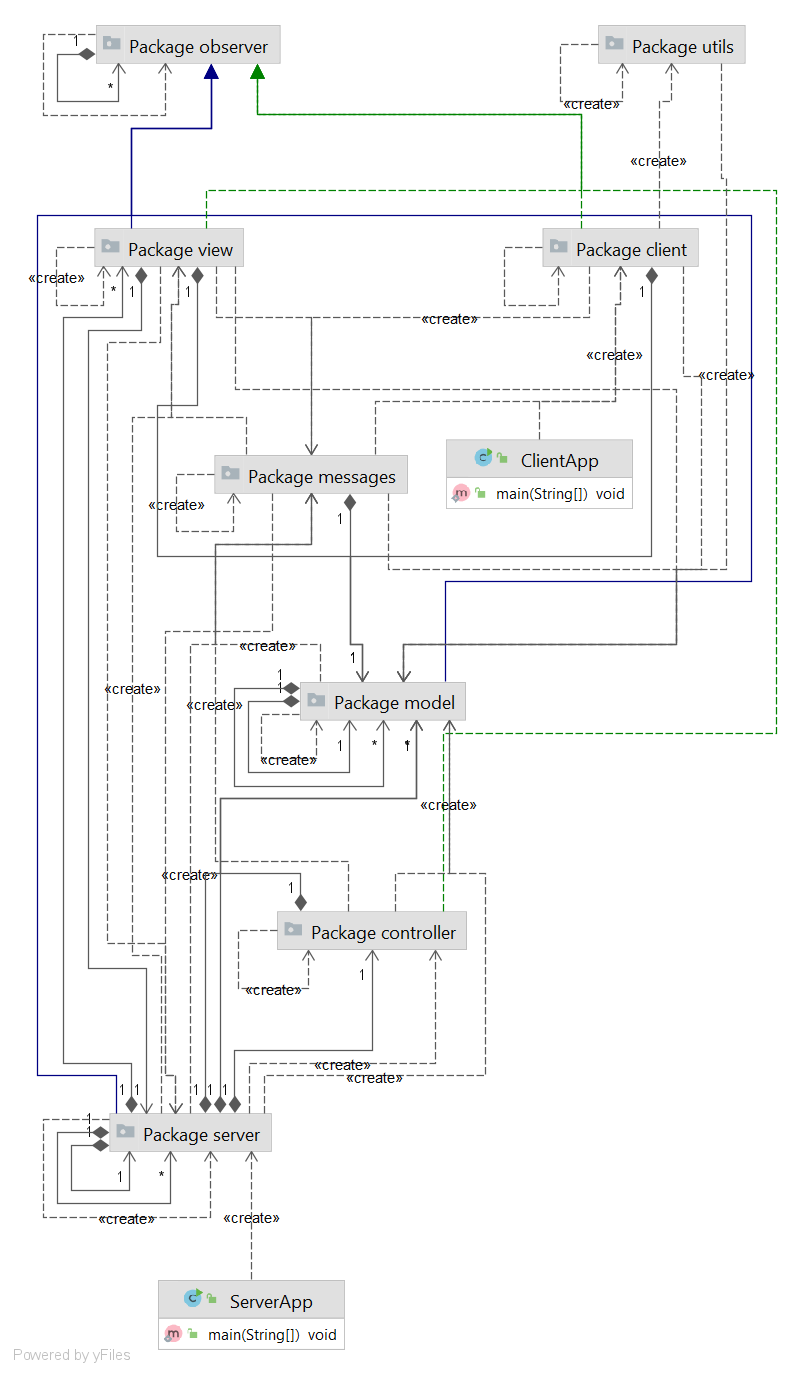 1
Package observer
*
Package utils
«create»
«create»
Package view
Package client
«create»
*
1
1
1
«create»
«create»
«create»
ClientApp
main(String[]) void
Package messages
«create»
1
«create»
1
1
1
«create»
«create»
Package model
1
*
*
«create»
«create»
«create»
1
Package controller
1
«create»
«create»
«create»
1
1
1
1
1
1
1
Package server
1
*
«create»
«create»
ServerApp
main(String[]) void
Powered by yFiles